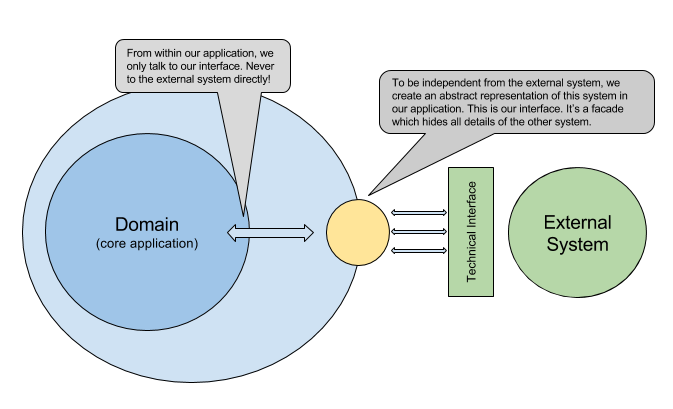 From within our application, we
only talk to our interface. Never
to the external system directly!
To be independent from the external system, we
create an abstract representation of this system in
our application. This is our interface. It's a facade
which hides all details of the other system.
Domain
(core application)
Technical Interface
External
System